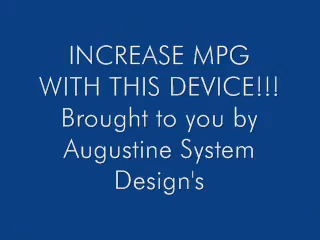 INCREASE MPG
WITH THIS DEVICE!!!
Brought to you by
Augustine System
Design's